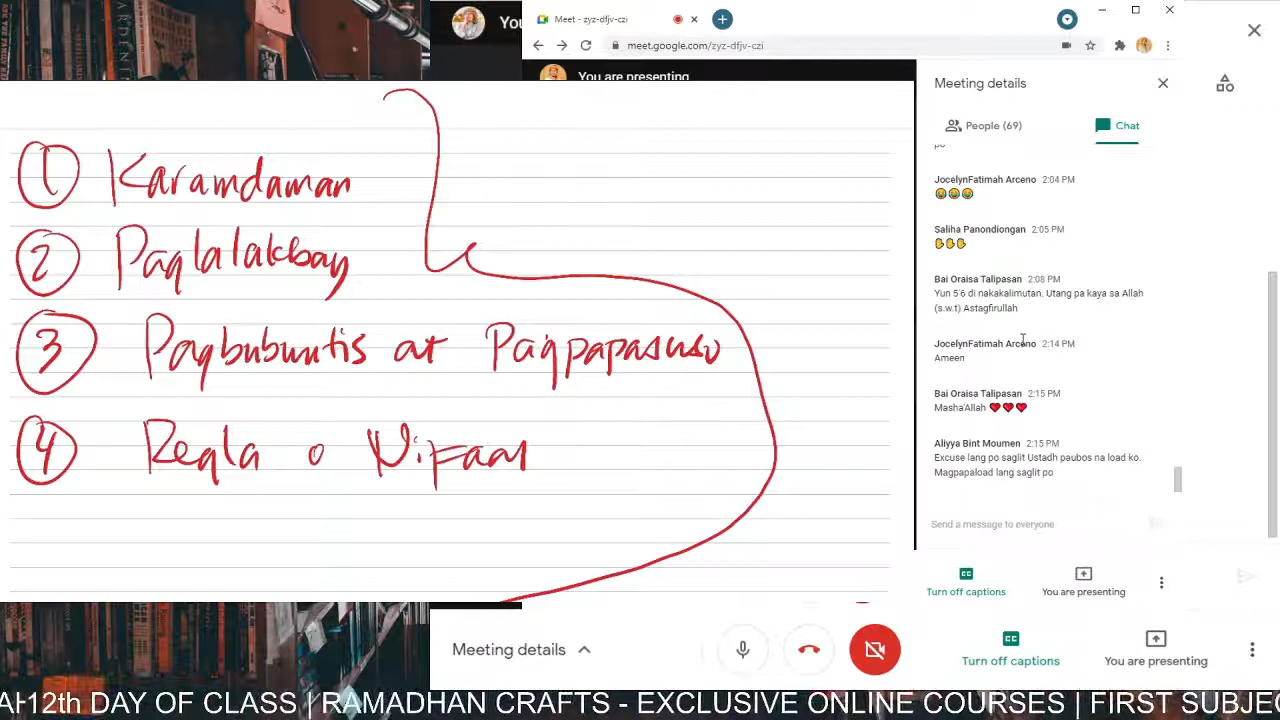 You
Meet - zyz-dfjv-czi
meet.google.com/zyz-dfjv-czi
You are presenting
1 Karamdaman
2 Paglalakbay
3 Pagbubuntis at Pagpapasuso
4 Regla o Nifaas
Meeting details
People (69)
Chat
po
JocelynFatimah Arceno 2:04 PM
😂😂😂
Saliha Panondiongan 2:05 PM
✋✋✋
Bai Oraisa Talipasan 2:08 PM
Yun 5'6 di nakakalimutan. Utang pa kaya sa Allah
(s.w.t) Astagfirullah
JocelynFatimah Arceno 2:14 PM
Ameen
Bai Oraisa Talipasan 2:15 PM
Masha'Allah ❤️❤️❤️
Aliyya Bint Moumen 2:15 PM
Excuse lang po saglit Ustadh paubos na load ko.
Magpapaload lang saglit po
Send a message to everyone
Turn off captions
You are presenting
Meeting details
Turn off captions
You are presenting
12th DAY OF CLASS | RAMADHAN CRAFTS - EXCLUSIVE ONLINE COURSES | FIRST